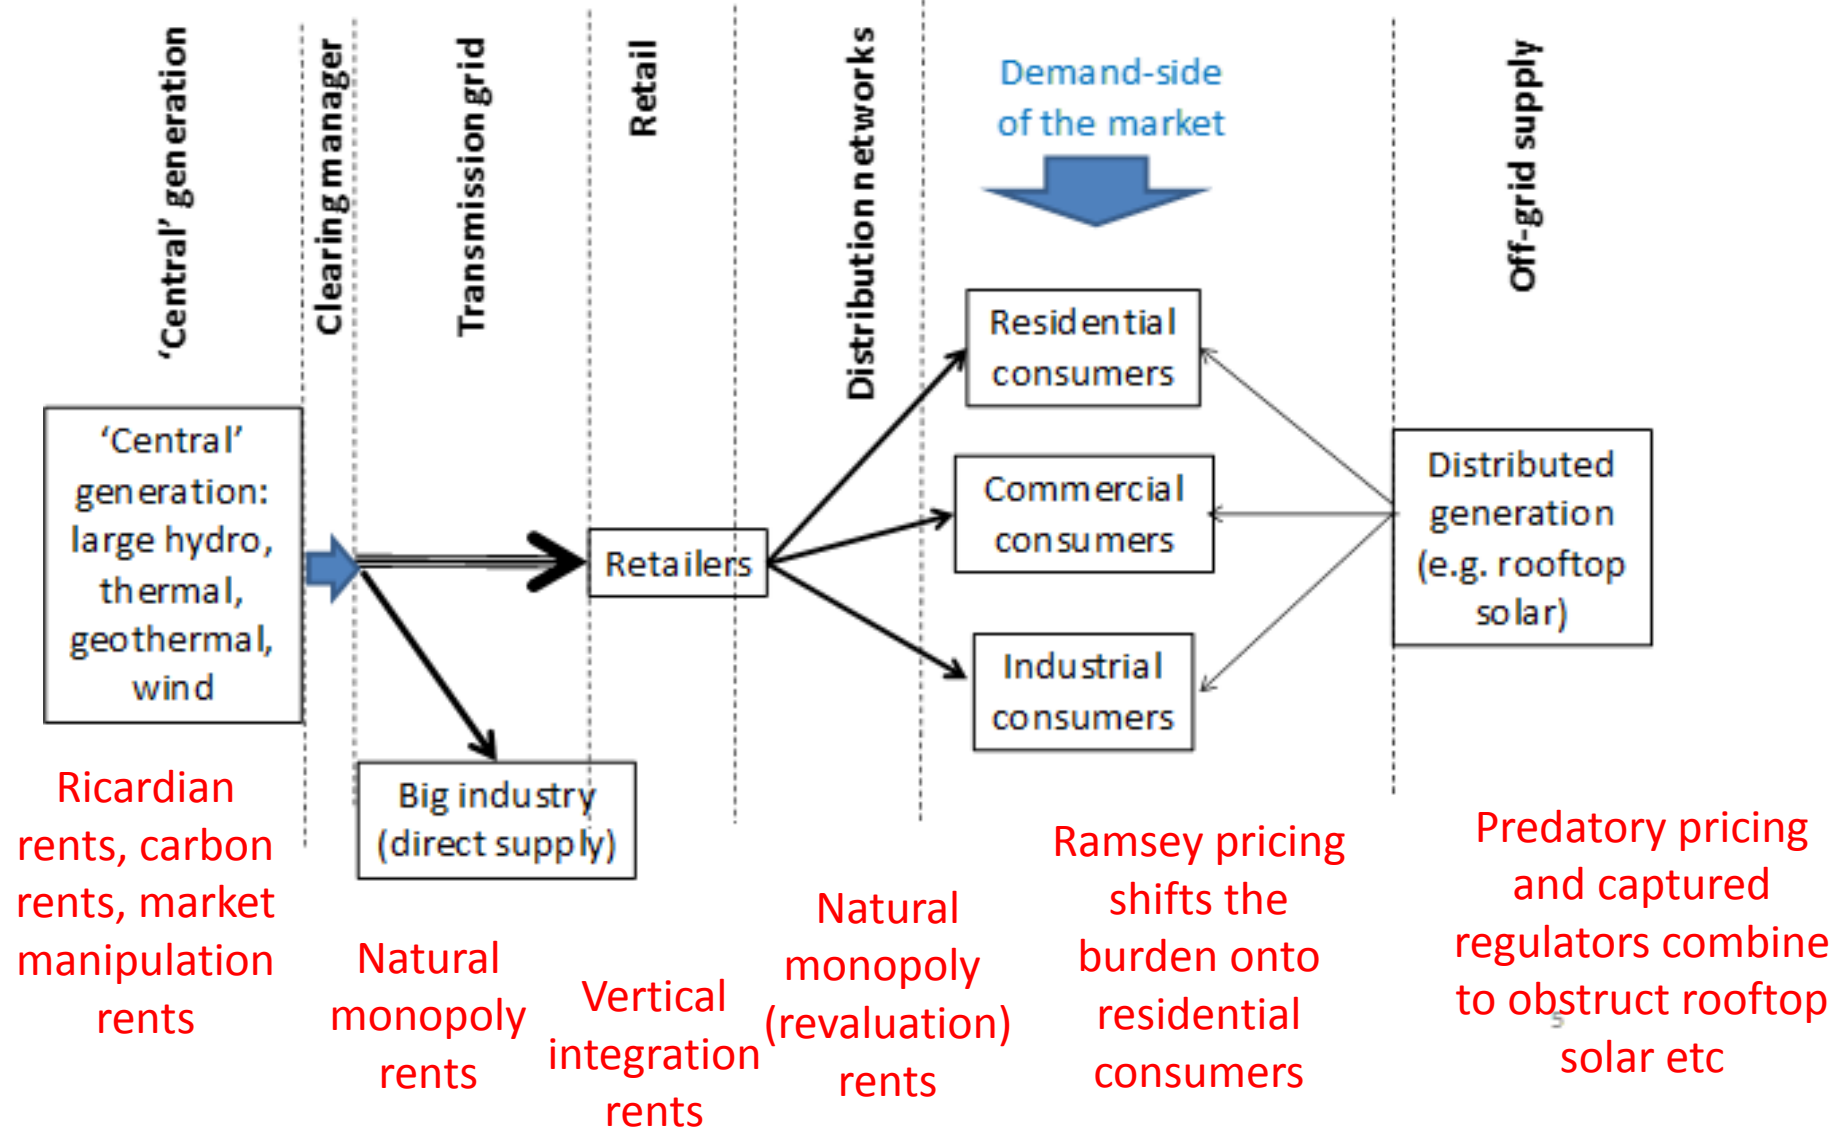 ‘Central’ generation
Clearing manager
Transmission grid
Retail
Distribution networks
Demand-side
of the market
Off-grid supply
‘Central’
generation:
large hydro,
thermal,
geothermal,
wind
Retailers
Big industry
(direct supply)
Residential
consumers
Commercial
consumers
Industrial
consumers
Distributed
generation
(e.g. rooftop
solar)
Ricardian
rents, carbon
rents, market
manipulation
rents
Natural
monopoly
rents
Vertical
integration
rents
Natural
monopoly
(revaluation)
rents
Ramsey pricing
shifts the
burden onto
residential
consumers
Predatory pricing
and captured
regulators combine
to obstruct rooftop
solar etc
5